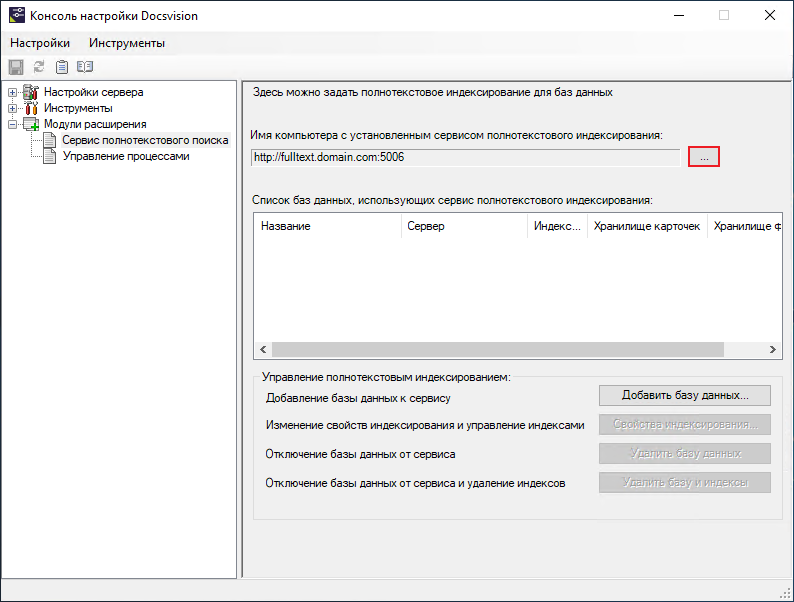 Консоль настройки Docsvision
Настройки Инструменты
Настройки сервера
Инструменты
Модули расширения
Сервис полнотекстового поиска
Управление процессами
Здесь можно задать полнотекстовое индексирование для баз данных
Имя компьютера с установленным сервисом полнотекстового индексирования:
http://fulltext.domain.com:5006 ...
Список баз данных, использующих сервис полнотекстового индексирования:
Название Сервер Индекс... Хранилище карточек Хранилище ф
Управление полнотекстовым индексированием:
Добавление базы данных к сервису Добавить базу данных...
Изменение свойств индексирования и управление индексами Свойства индексирования...
Отключение базы данных от сервиса Удалить базу данных
Отключение базы данных от сервиса и удаление индексов Удалить базу и индексы